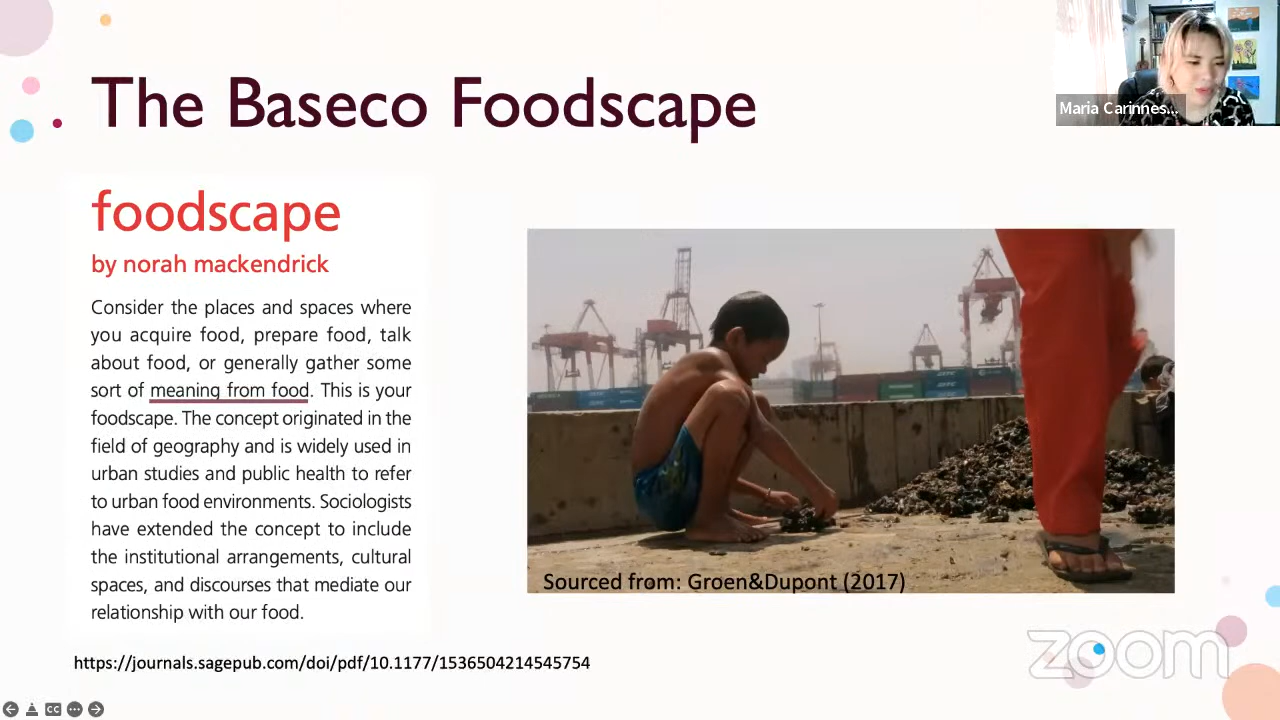 The Baseco Foodscape
Maria Carinnes...
foodscape
by norah mackendrick
Consider the places and spaces where
you acquire food, prepare food, talk
about food, or generally gather some
sort of meaning from food. This is your
foodscape. The concept originated in the
field of geography and is widely used in
urban studies and public health to refer
to urban food environments. Sociologists
have extended the concept to include
the institutional arrangements, cultural
spaces, and discourses that mediate our
relationship with our food.
Sourced from: Groen&Dupont (2017)
https://journals.sagepub.com/doi/pdf/10.1177/1536504214545754
zoom
CC